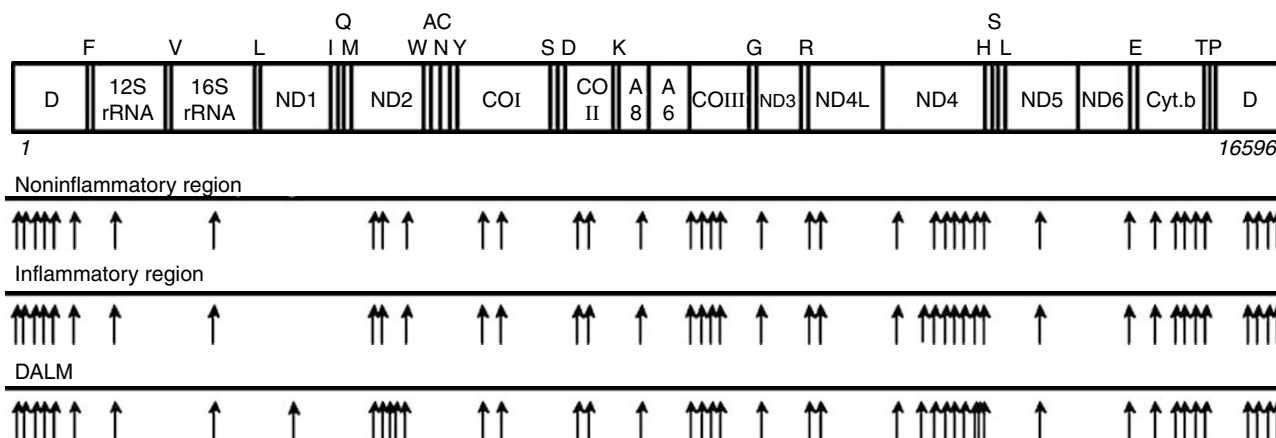 Q AC S
F V L I M W N Y S D K G R H L E T P
D 12S rRNA 16S rRNA ND1 ND2 COI CO II A 8 A 6 COIII ND3 ND4L ND4 ND5 ND6 Cyt.b D
1 16596
Noninflammatory region
Inflammatory region
DALM